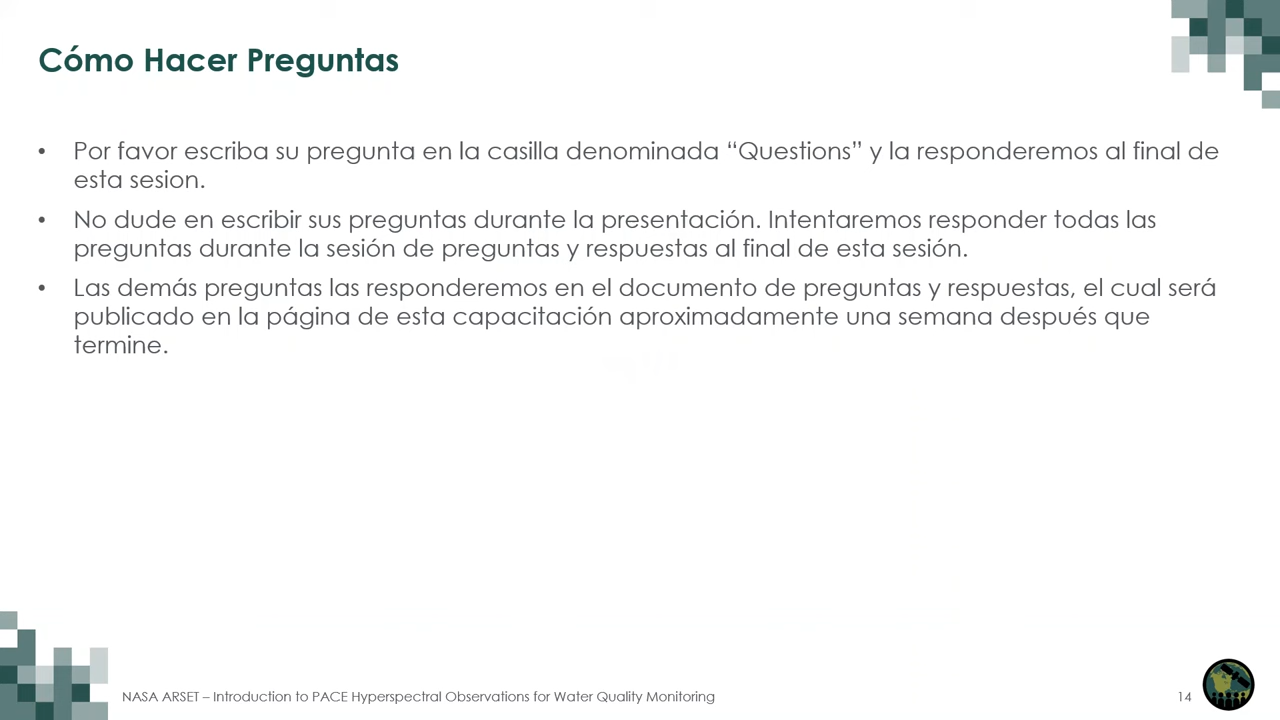 Cómo Hacer Preguntas
• Por favor escriba su pregunta en la casilla denominada “Questions” y la responderemos al final de
esta sesion.
• No dude en escribir sus preguntas durante la presentación. Intentaremos responder todas las
preguntas durante la sesión de preguntas y respuestas al final de esta sesión.
• Las demás preguntas las responderemos en el documento de preguntas y respuestas, el cual será
publicado en la página de esta capacitación aproximadamente una semana después que
termine.
NASA ARSET – Introduction to PACE Hyperspectral Observations for Water Quality Monitoring
14